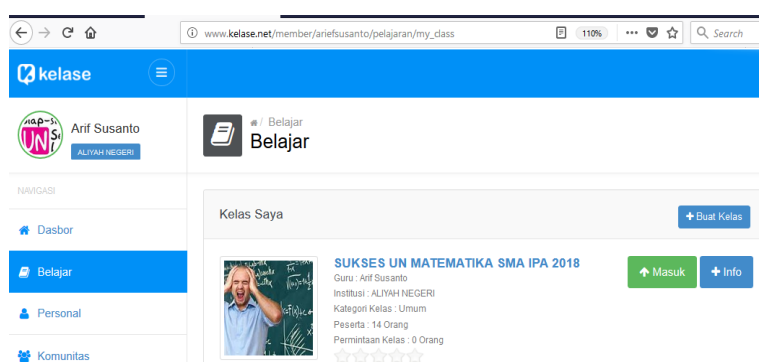 www.kelase.net/member/ariefsusanto/pelajaran/my_class
110%
Search
kelase
Arif Susanto
ALIYAH NEGERI
/ Belajar
Belajar
NAVIGASI
Dasbor
Belajar
Personal
Komunitas
Kelas Saya
+ Buat Kelas
SUKSES UN MATEMATIKA SMA IPA 2018
Guru : Arif Susanto
Institusi : ALIYAH NEGERI
Kategori Kelas : Umum
Peserta : 14 Orang
Permintaan Kelas : 0 Orang
Masuk
+ Info